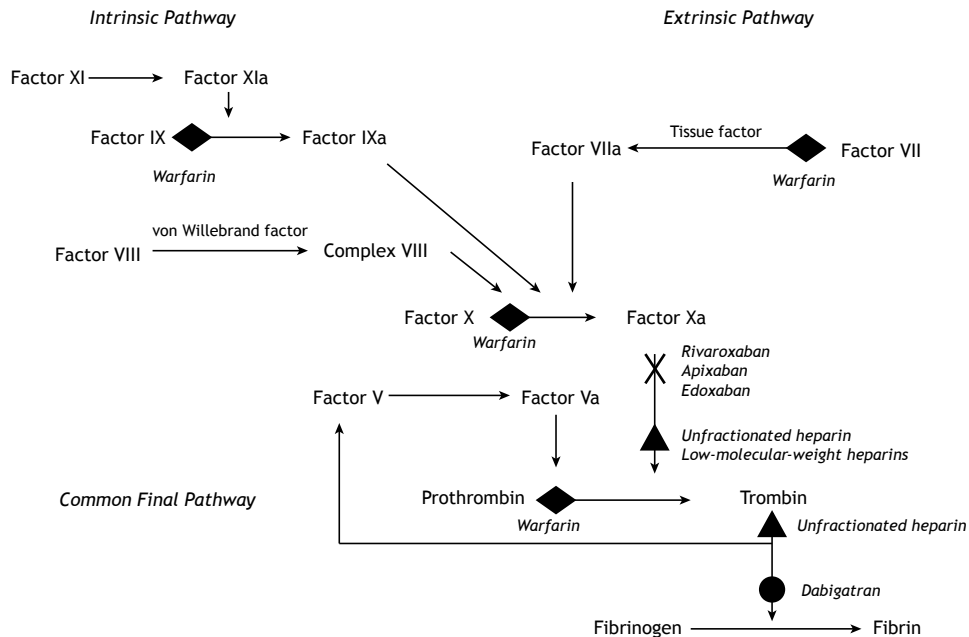 Intrinsic Pathway
Extrinsic Pathway
Factor XI
Factor XIa
Factor IX
Factor IXa
Warfarin
Factor VIIa
Tissue factor
Factor VII
Warfarin
Factor VIII
von Willebrand factor
Complex VIII
Factor X
Factor Xa
Warfarin
Rivaroxaban
Apixaban
Edoxaban
Factor V
Factor Va
Unfractionated heparin
Low-molecular-weight heparins
Common Final Pathway
Prothrombin
Trombin
Warfarin
Unfractionated heparin
Dabigatran
Fibrinogen
Fibrin